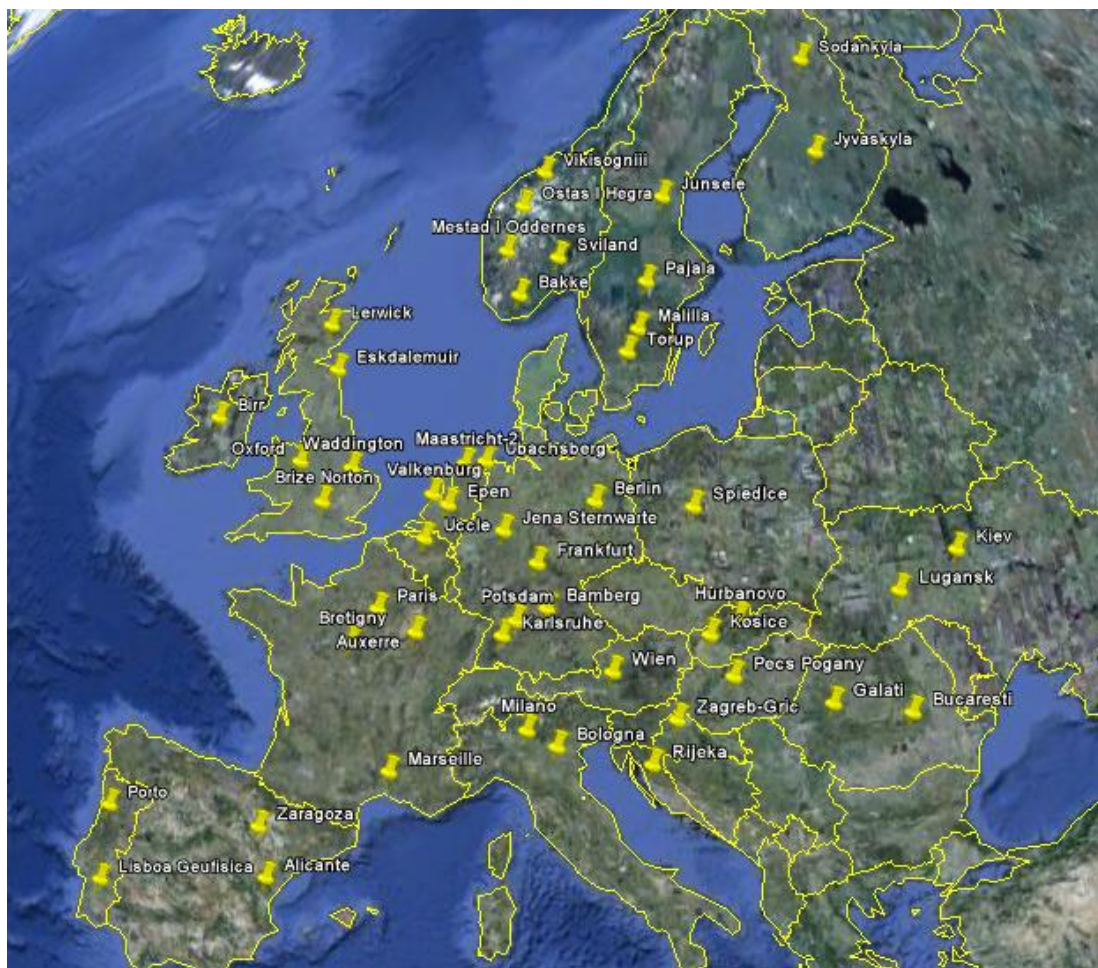 Sodankyla
Jyvaskyla
Vikisogniii
Junsele
Ostas I Hegra
Mestad I Oddernes
Sviland
Pajala
Bakke
Lerwick
Malilla
Torup
Eskdalemuir
Birr
Maastricht-2
Waddington
Oxford
Ubachsberg
Valkenburg
Brize Norton
Epen
Berlin
Spiedlce
Jena Sternwaite
Uccle
Kiev
Frankfurt
Lugansk
Paris
Potsdam
Bamberg
Hurbanovo
Bretigny
Karlsruhe
Kosice
Auxerre
Wien
Pecs Pogany
Galati
Bucaresti
Milano
Zagreb-Gric
Bologna
Rijeka
Marseille
Porto
Zaragoza
Lisboa Geufisica
Alicante